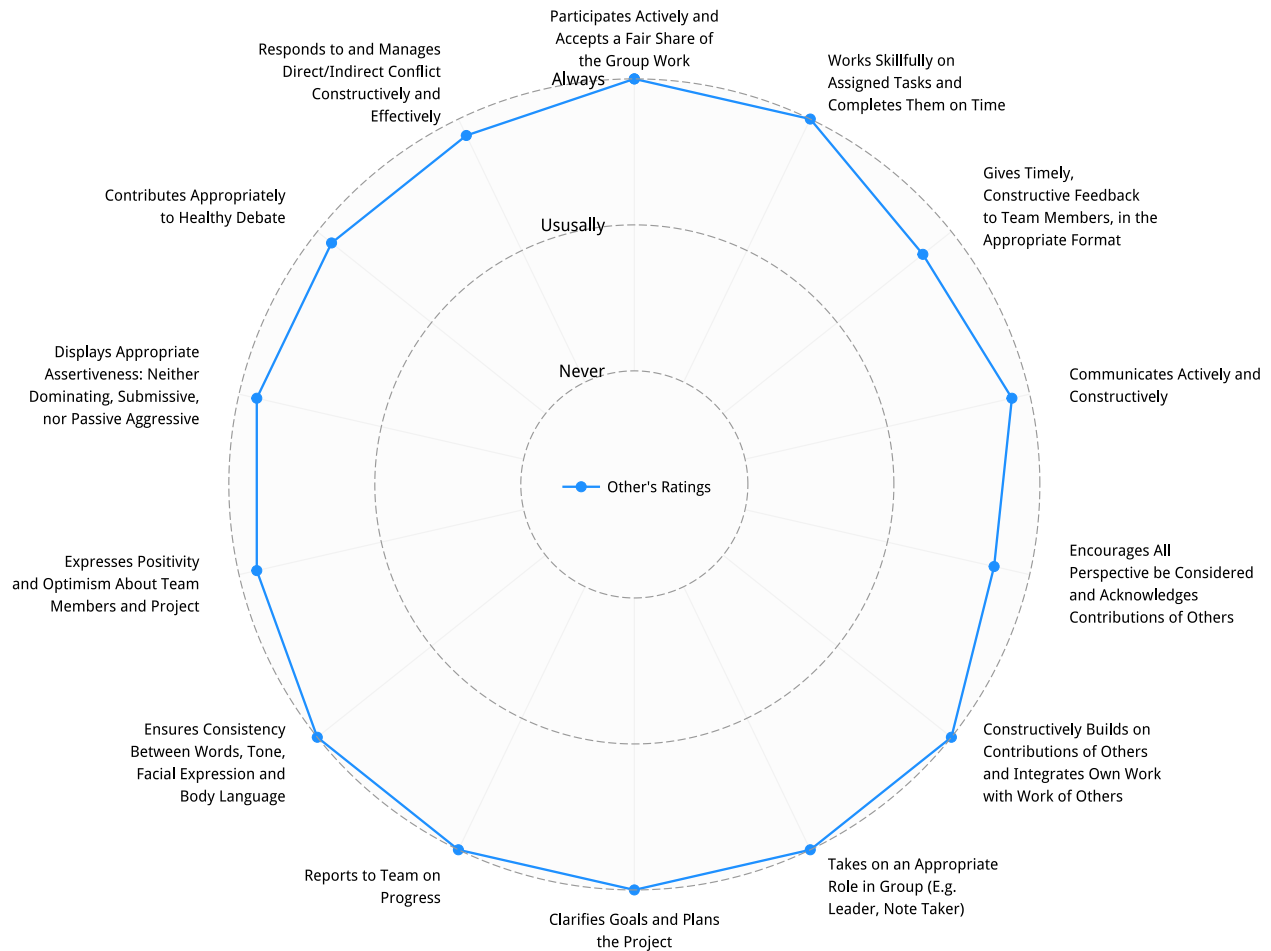 Participates Actively and
Accepts a Fair Share of
the Group Work
Always
Works Skillfully on
Assigned Tasks and
Completes Them on Time
Gives Timely,
Constructive Feedback
to Team Members, in the
Appropriate Format
Communicates Actively and
Constructively
Encourages All
Perspective be Considered
and Acknowledges
Contributions of Others
Constructively Builds on
Contributions of Others
and Integrates Own Work
with Work of Others
Takes on an Appropriate
Role in Group (E.g.
Leader, Note Taker)
Clarifies Goals and Plans
the Project
Reports to Team on
Progress
Ensures Consistency
Between Words, Tone,
Facial Expression and
Body Language
Expresses Positivity
and Optimism About Team
Members and Project
Displays Appropriate
Assertiveness: Neither
Dominating, Submissive,
nor Passive Aggressive
Contributes Appropriately
to Healthy Debate
Responds to and Manages
Direct/Indirect Conflict
Constructively and
Effectively
Ususally
Never
Other's Ratings